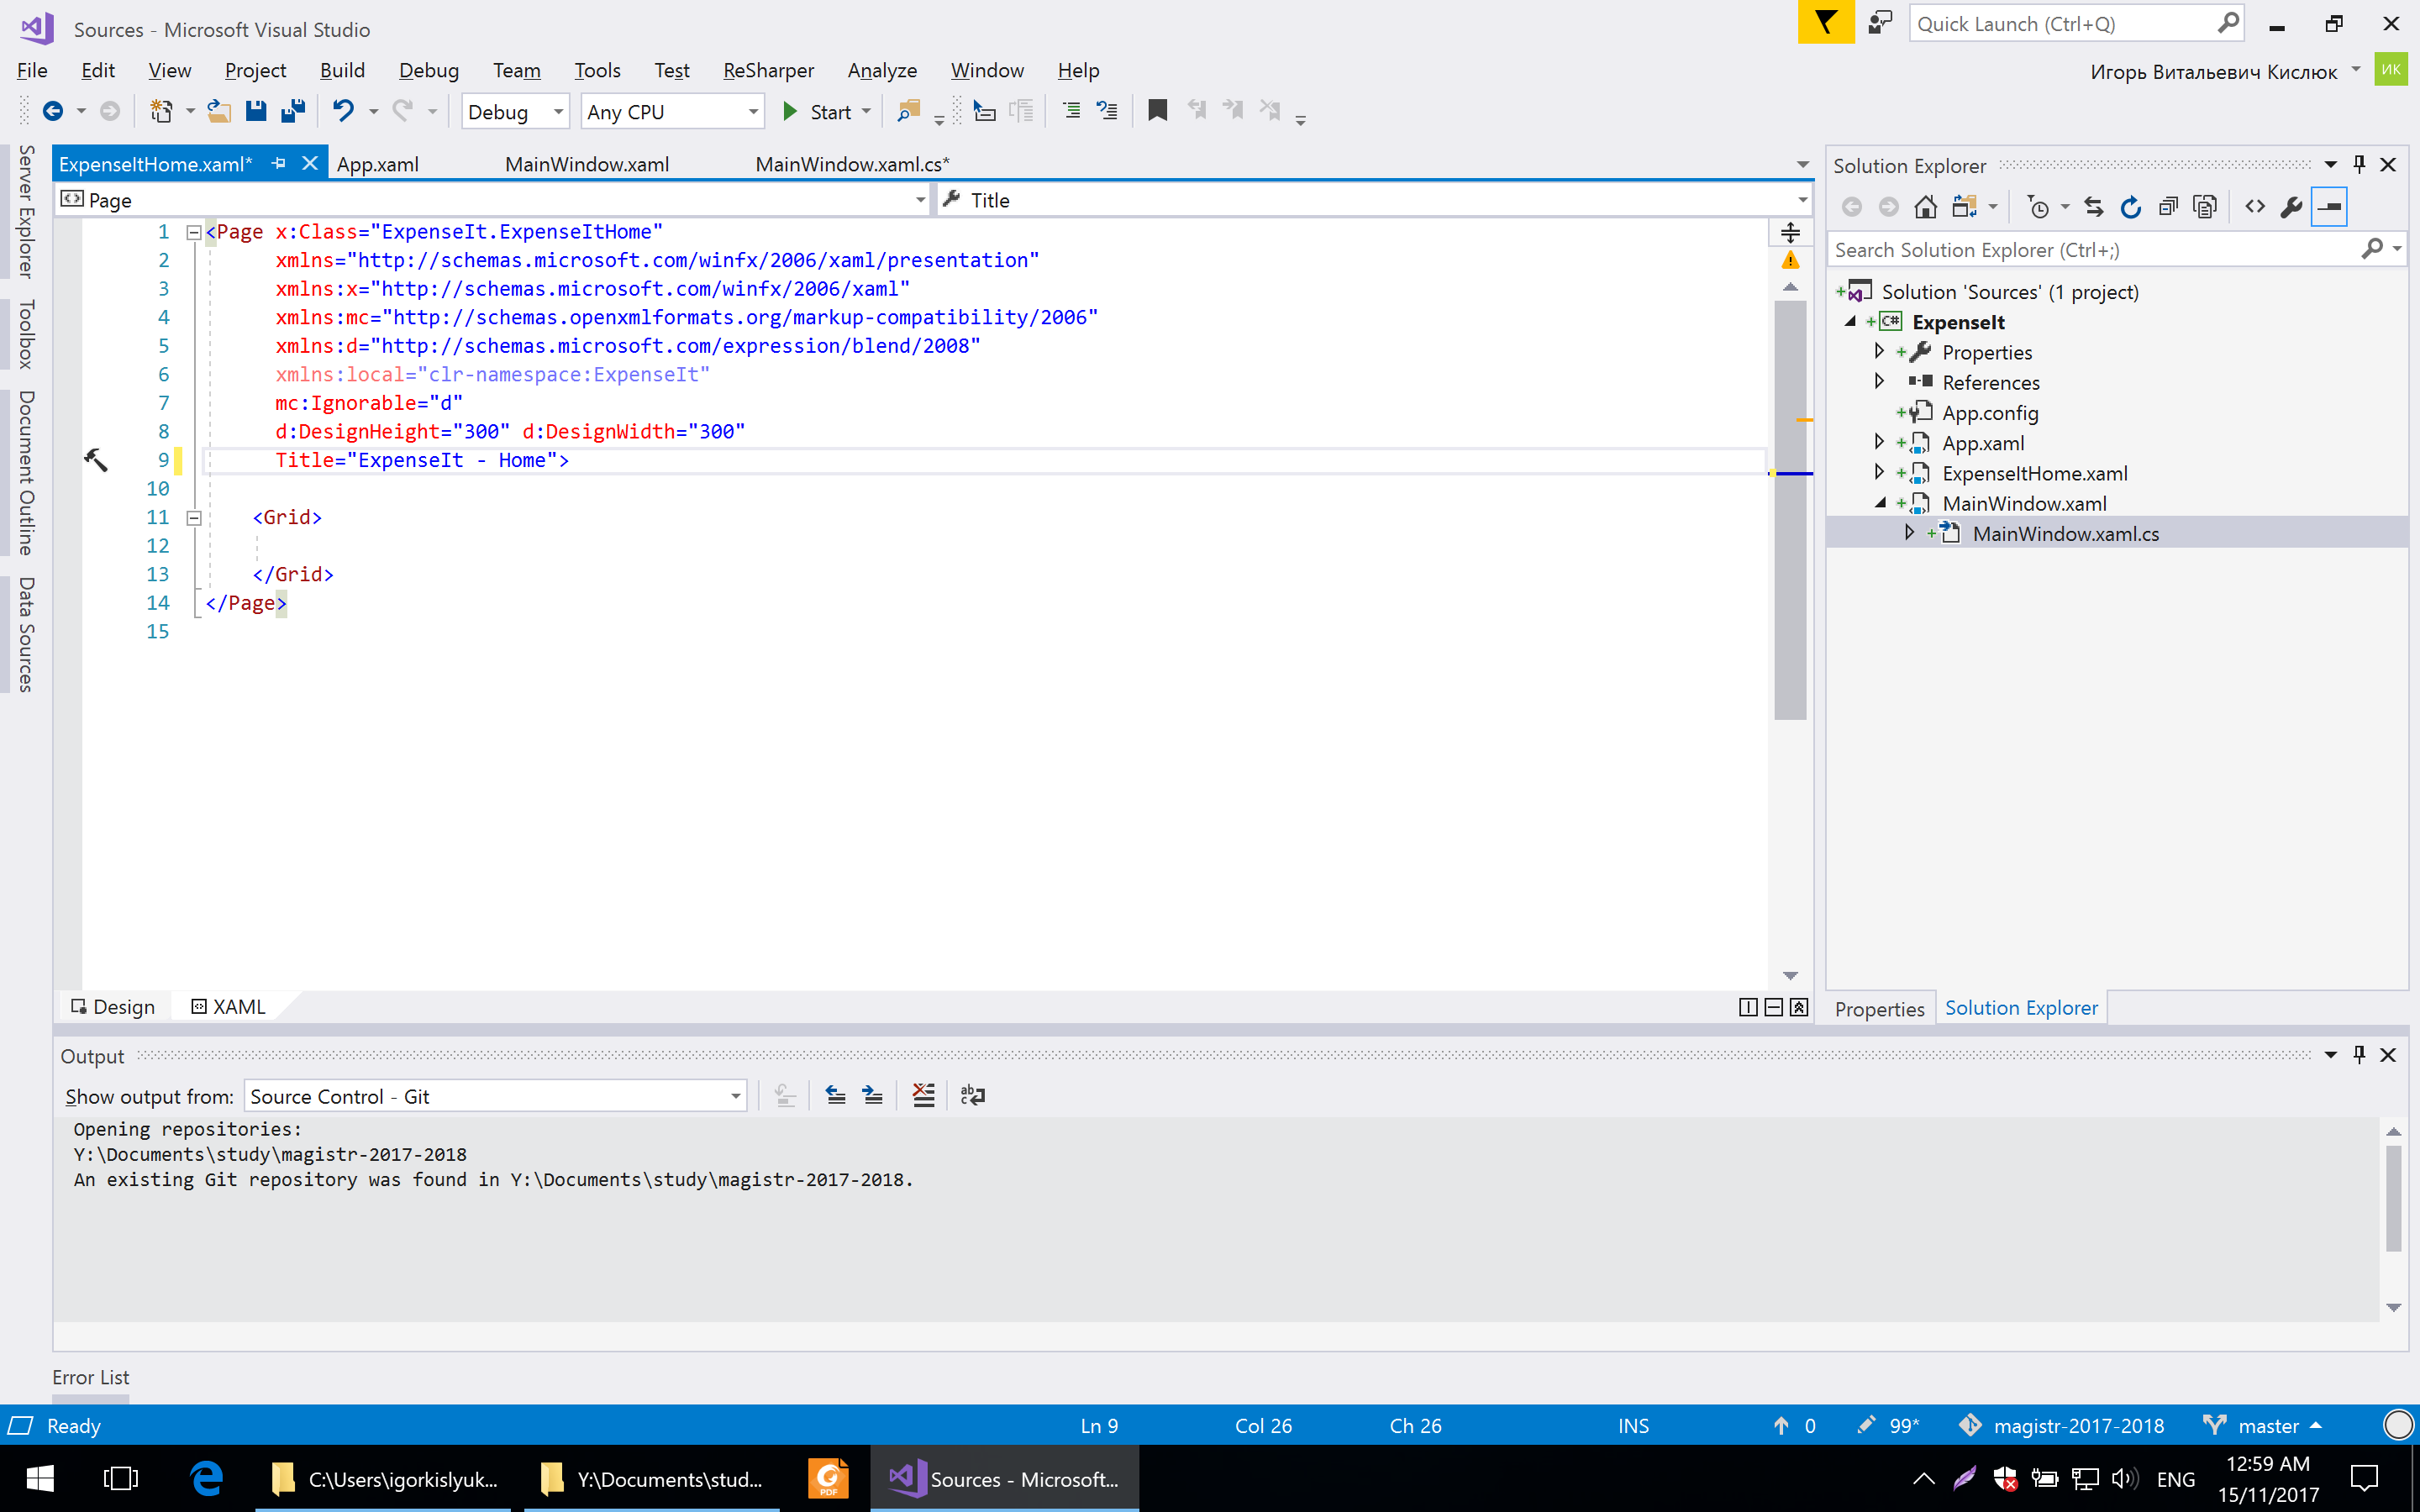 Sources - Microsoft Visual Studio
Quick Launch (Ctrl+Q)
File Edit View Project Build Debug Team Tools Test ReSharper Analyze Window Help
Игорь Витальевич Кислюк
ИК
Debug
Any CPU
Start
Server Explorer
Toolbox
Document Outline
Data Sources
ExpenseItHome.xaml*
App.xaml
MainWindow.xaml
MainWindow.xaml.cs*
Page
Title
1 <Page x:Class="ExpenseIt.ExpenseItHome"
2 xmlns="http://schemas.microsoft.com/winfx/2006/xaml/presentation"
3 xmlns:x="http://schemas.microsoft.com/winfx/2006/xaml"
4 xmlns:mc="http://schemas.openxmlformats.org/markup-compatibility/2006"
5 xmlns:d="http://schemas.microsoft.com/expression/blend/2008"
6 xmlns:local="clr-namespace:ExpenseIt"
7 mc:Ignorable="d"
8 d:DesignHeight="300" d:DesignWidth="300"
9 Title="ExpenseIt - Home">
10
11 <Grid>
12
13 </Grid>
14 </Page>
15
Design
XAML
Solution Explorer
Search Solution Explorer (Ctrl+;)
Solution 'Sources' (1 project)
C# ExpenseIt
Properties
References
App.config
App.xaml
ExpenseItHome.xaml
MainWindow.xaml
MainWindow.xaml.cs
Properties
Solution Explorer
Output
Show output from: Source Control - Git
Opening repositories:
Y:\Documents\study\magistr-2017-2018
An existing Git repository was found in Y:\Documents\study\magistr-2017-2018.
Error List
Ready
Ln 9
Col 26
Ch 26
INS
0
99*
magistr-2017-2018
master
C:\Users\igorkislyuk...
Y:\Documents\stud...
PDF
Sources - Microsoft...
ENG
12:59 AM
15/11/2017